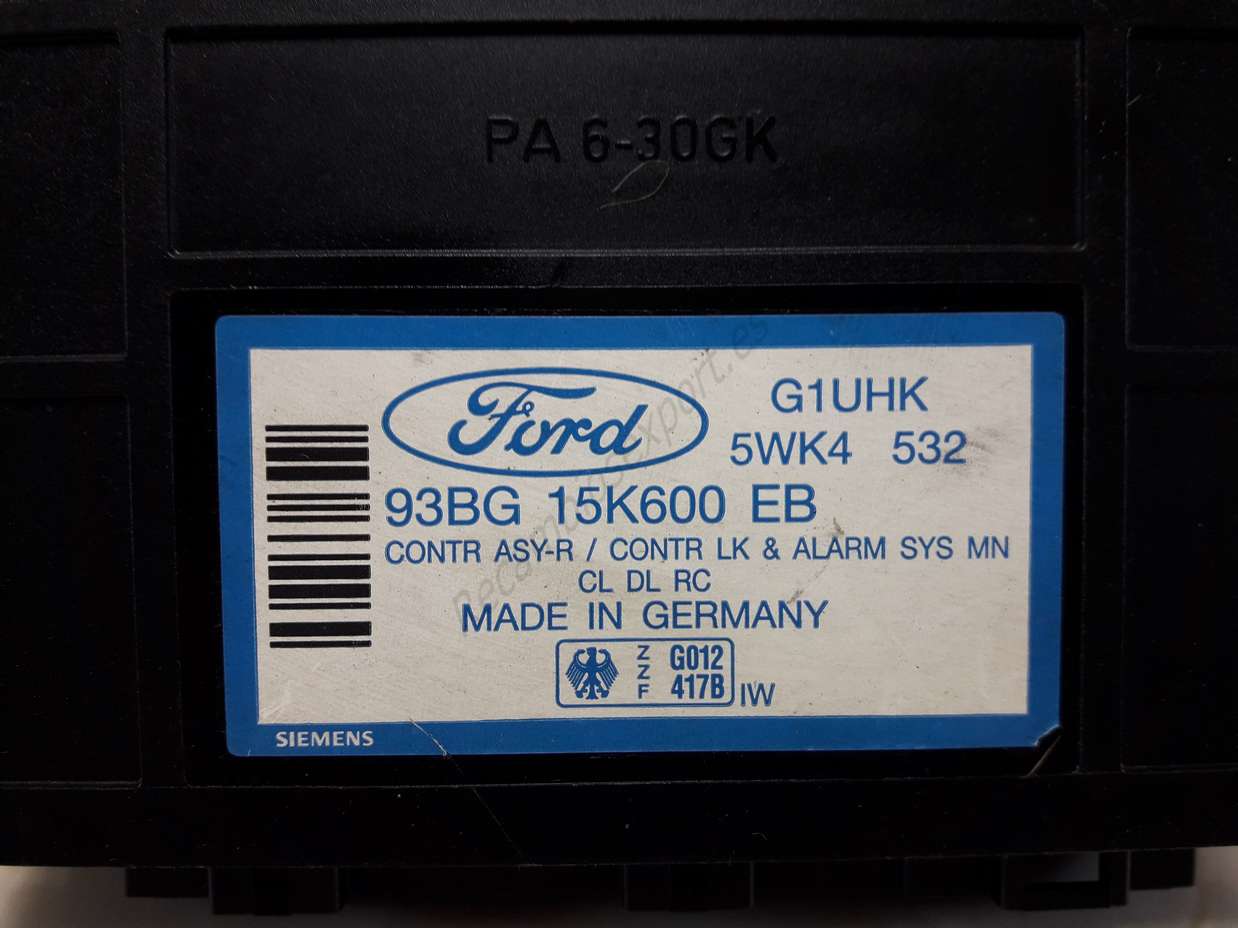 PA 6-30GK
Ford
G1UHK
5WK4 532
93BG 15K600 EB
CONTR ASY-R / CONTR LK & ALARM SYS MN
CL DL RC
MADE IN GERMANY
ZZF
G012
417B
IW
SIEMENS